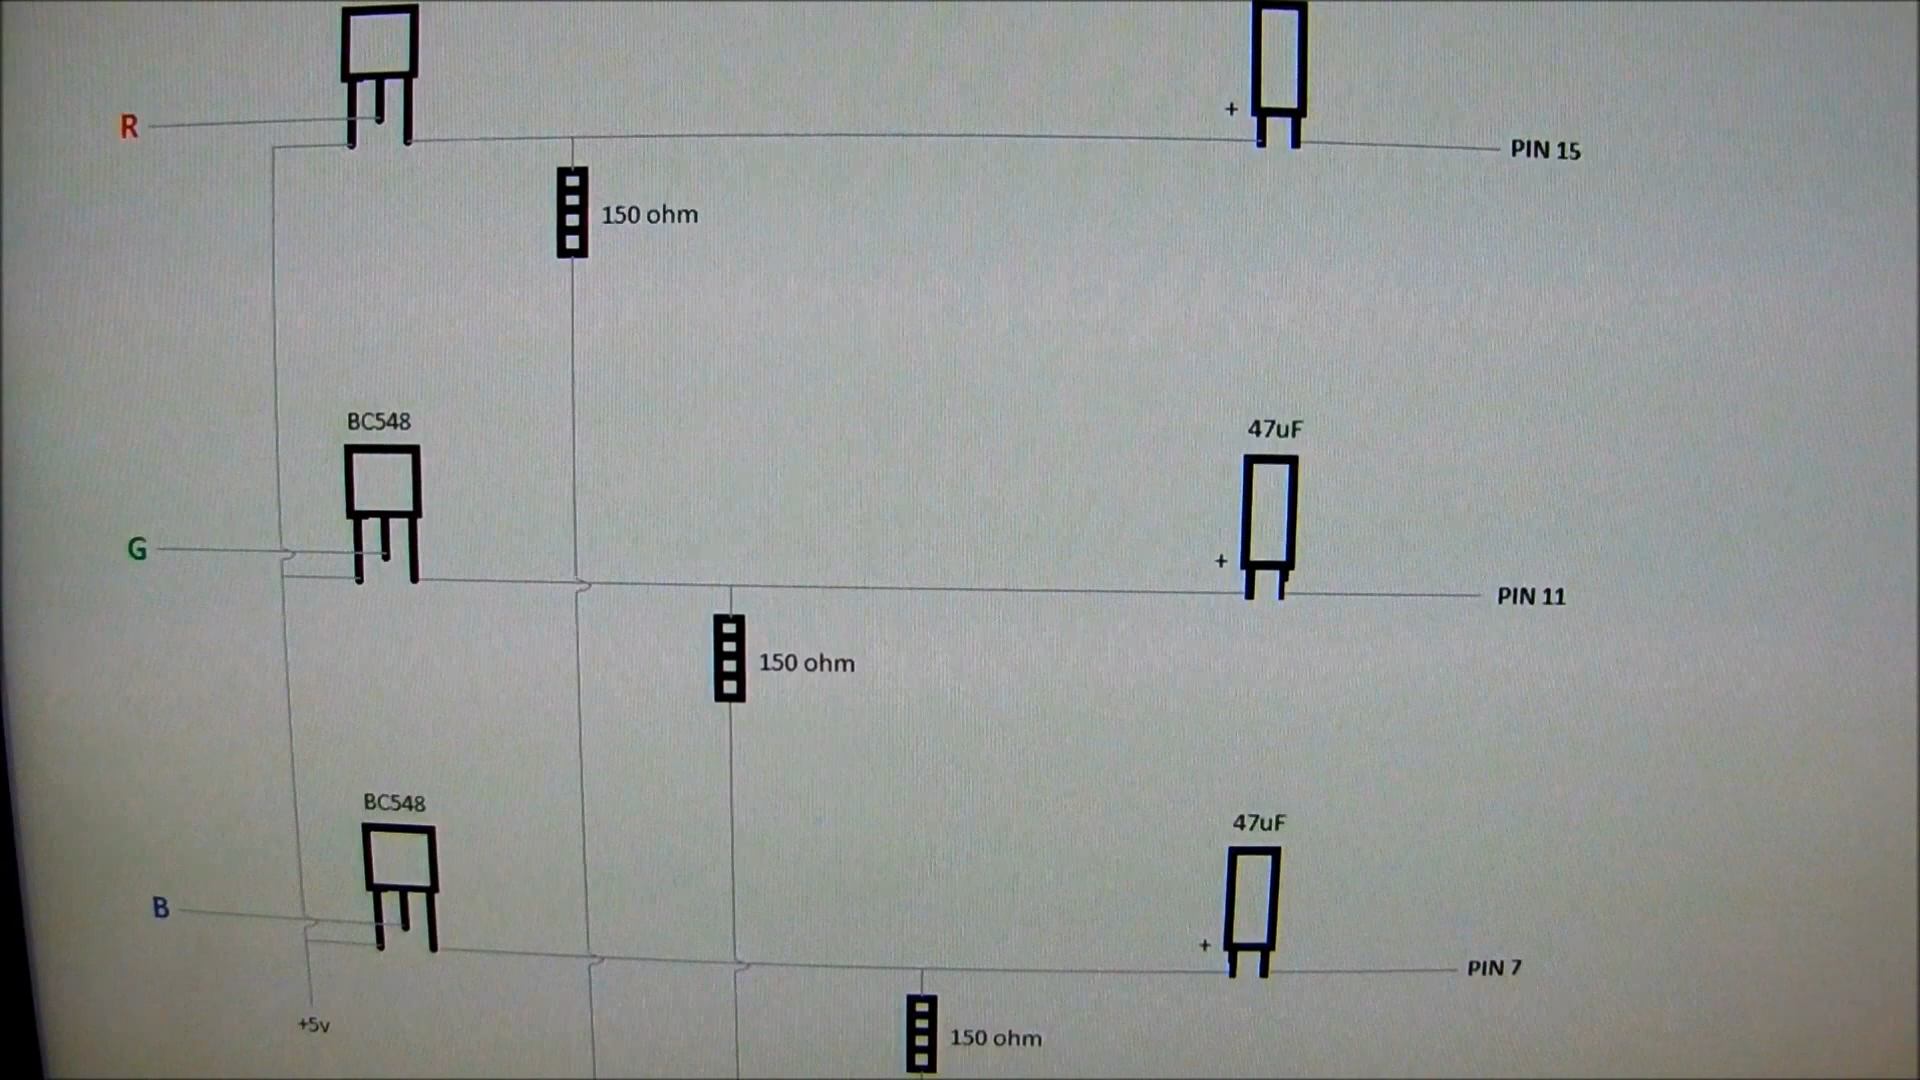 R
+
PIN 15
150 ohm
BC548
47uF
G
+
PIN 11
150 ohm
BC548
47uF
B
+
PIN 7
+5v
150 ohm